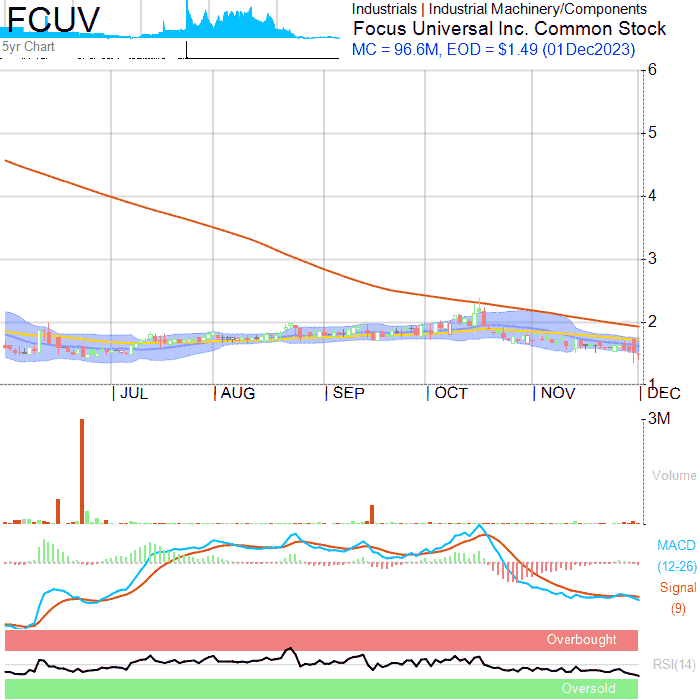 FCUV
Industrials | Industrial Machinery/Components
Focus Universal Inc. Common Stock
5yr Chart
MC = 96.6M, EOD = $1.49 (01Dec2023)
6
5
4
3
2
1
JUL AUG SEP OCT NOV DEC
3M
Volume
MACD
(12-26)
Signal
(9)
Overbought
RSI(14)
Oversold